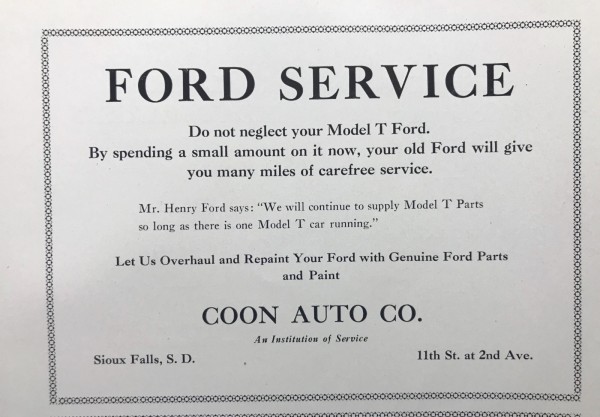 FORD SERVICE
Do not neglect your Model T Ford.
By spending a small amount on it now, your old Ford will give
you many miles of carefree service.
Mr. Henry Ford says: “We will continue to supply Model T Parts
so long as there is one Model T car running.”
Let Us Overhaul and Repaint Your Ford with Genuine Ford Parts
and Paint
COON AUTO CO.
An Institution of Service
Sioux Falls, S. D. 11th St. at 2nd Ave.